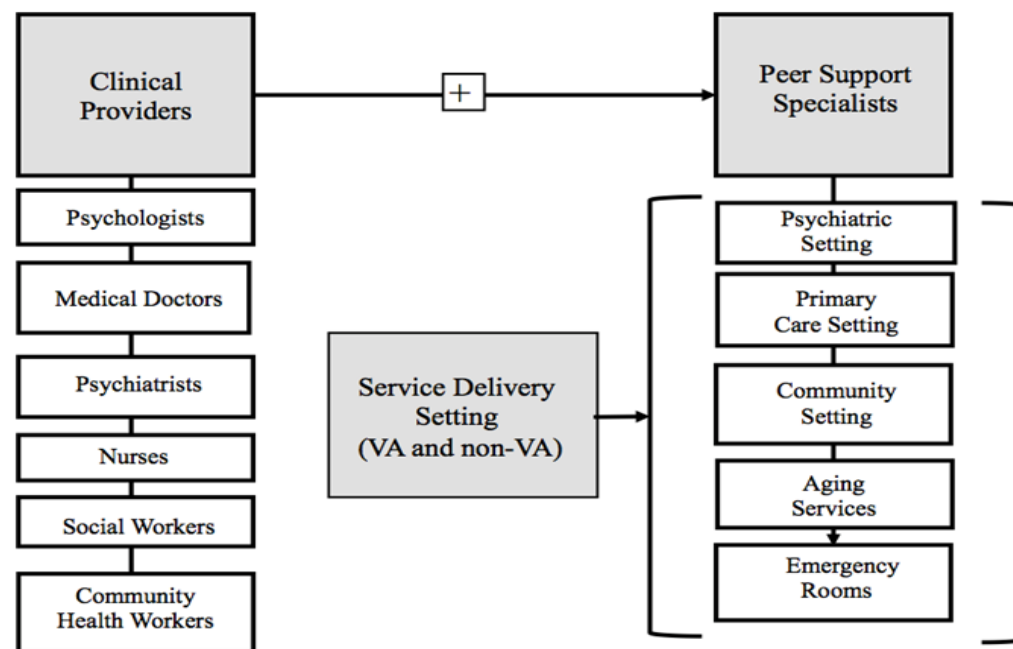 Clinical
Providers
+
Peer Support
Specialists
Psychologists
Medical Doctors
Psychiatrists
Nurses
Social Workers
Community
Health Workers
Service Delivery
Setting
(VA and non-VA)
Psychiatric
Setting
Primary
Care Setting
Community
Setting
Aging
Services
Emergency
Rooms